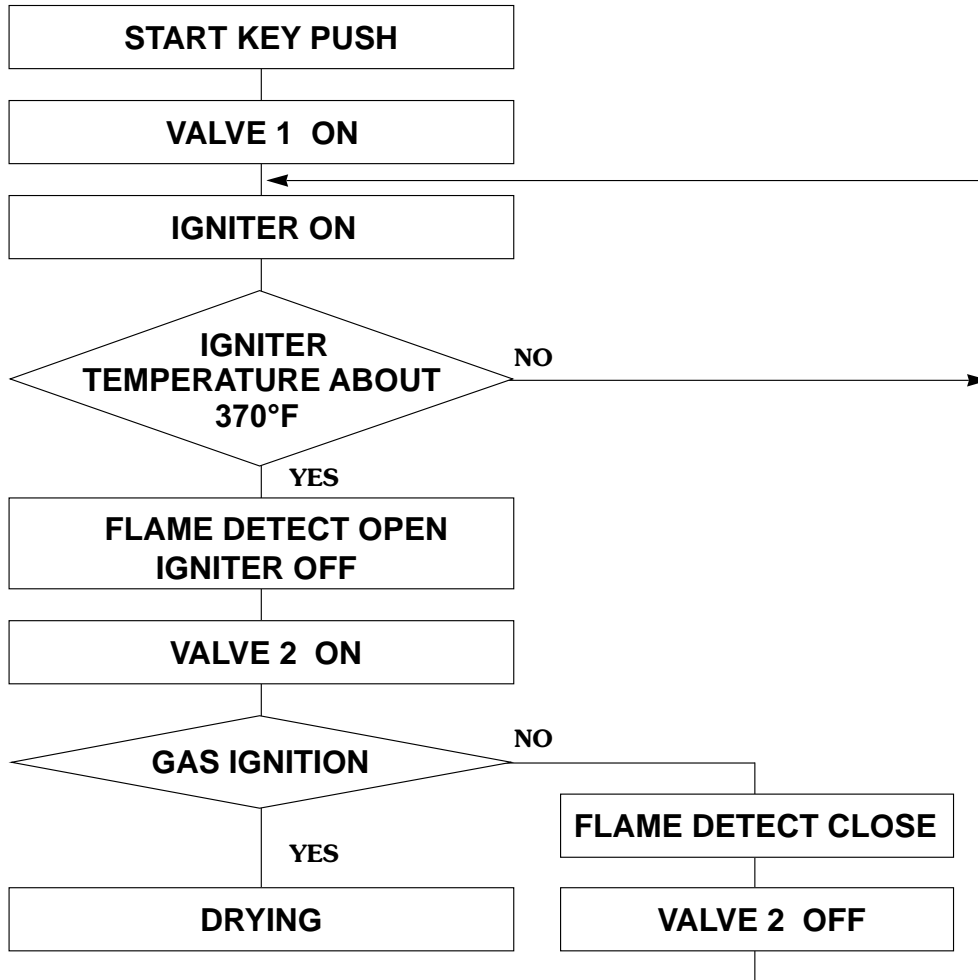 START KEY PUSH
VALVE 1 ON
IGNITER ON
IGNITER
TEMPERATURE ABOUT
370°F
NO
YES
FLAME DETECT OPEN
IGNITER OFF
VALVE 2 ON
GAS IGNITION
NO
FLAME DETECT CLOSE
YES
DRYING
VALVE 2 OFF